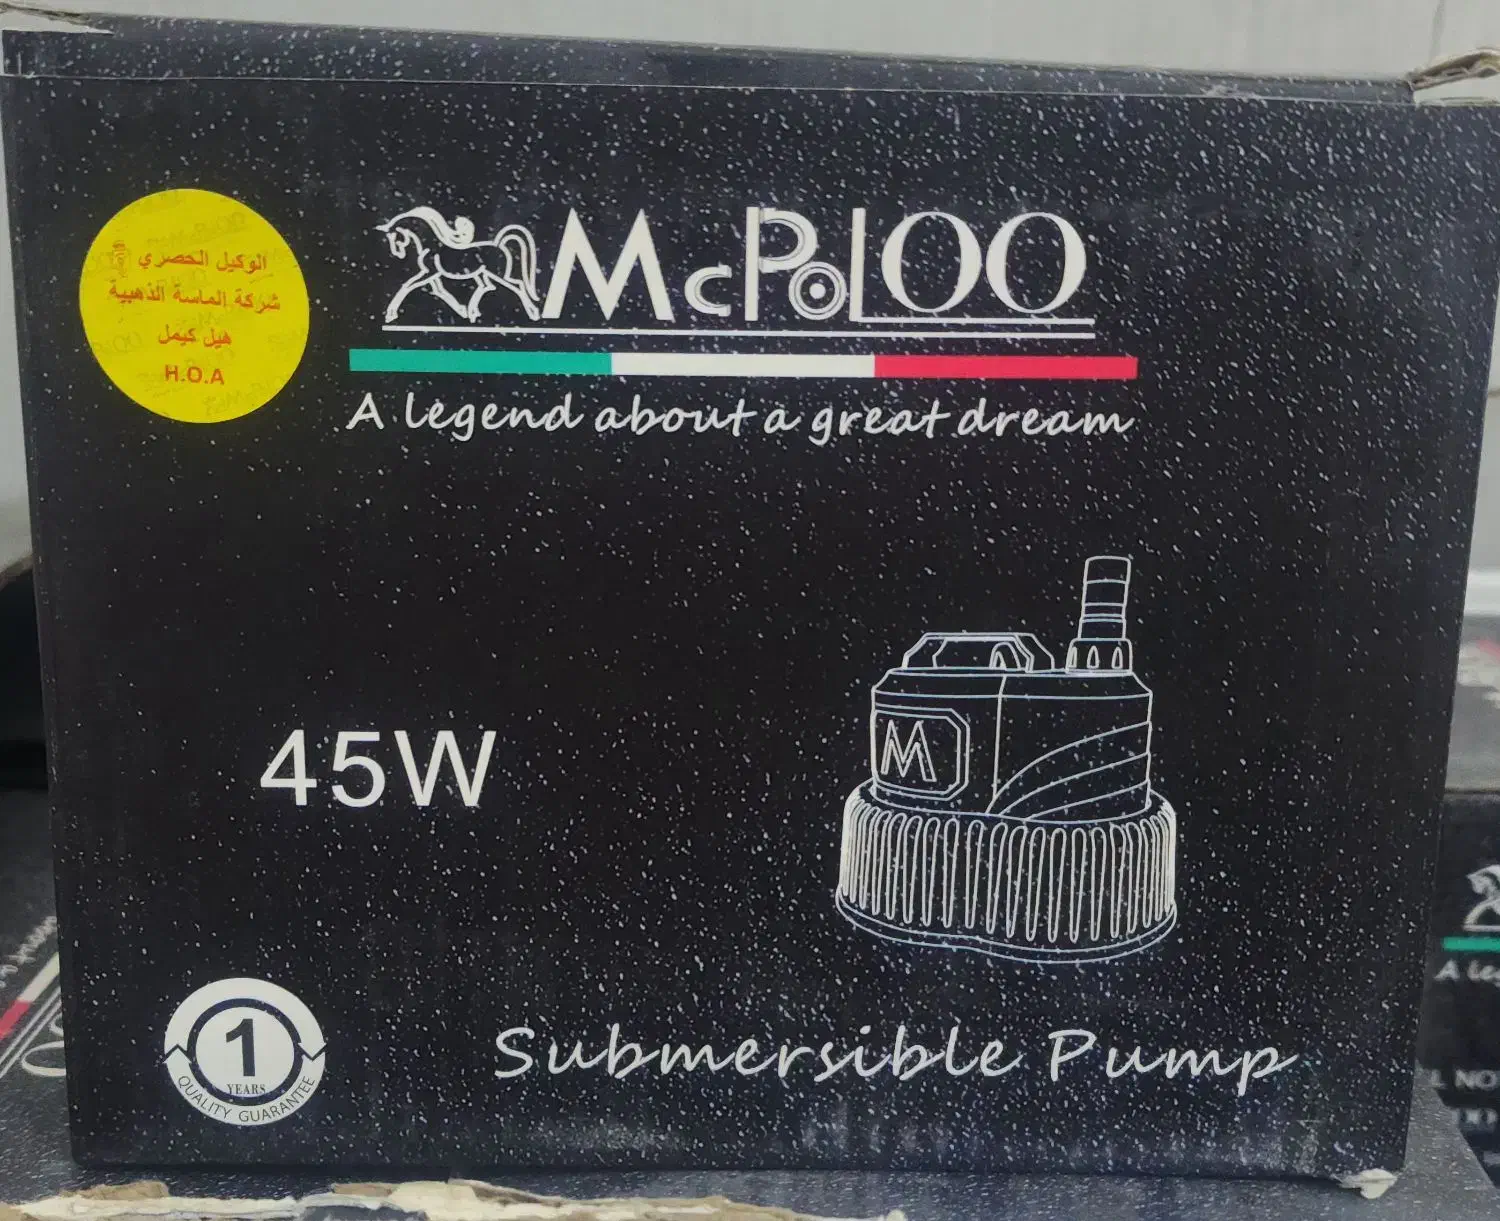 الوكيل الحصري
شركة الماسة الذهبية
هيل كيمل
H.O.A
McPoLOO
A legend about a great dream
45W
M
1
YEARS
QUALITY GUARANTEE
Submersible Pump
A le